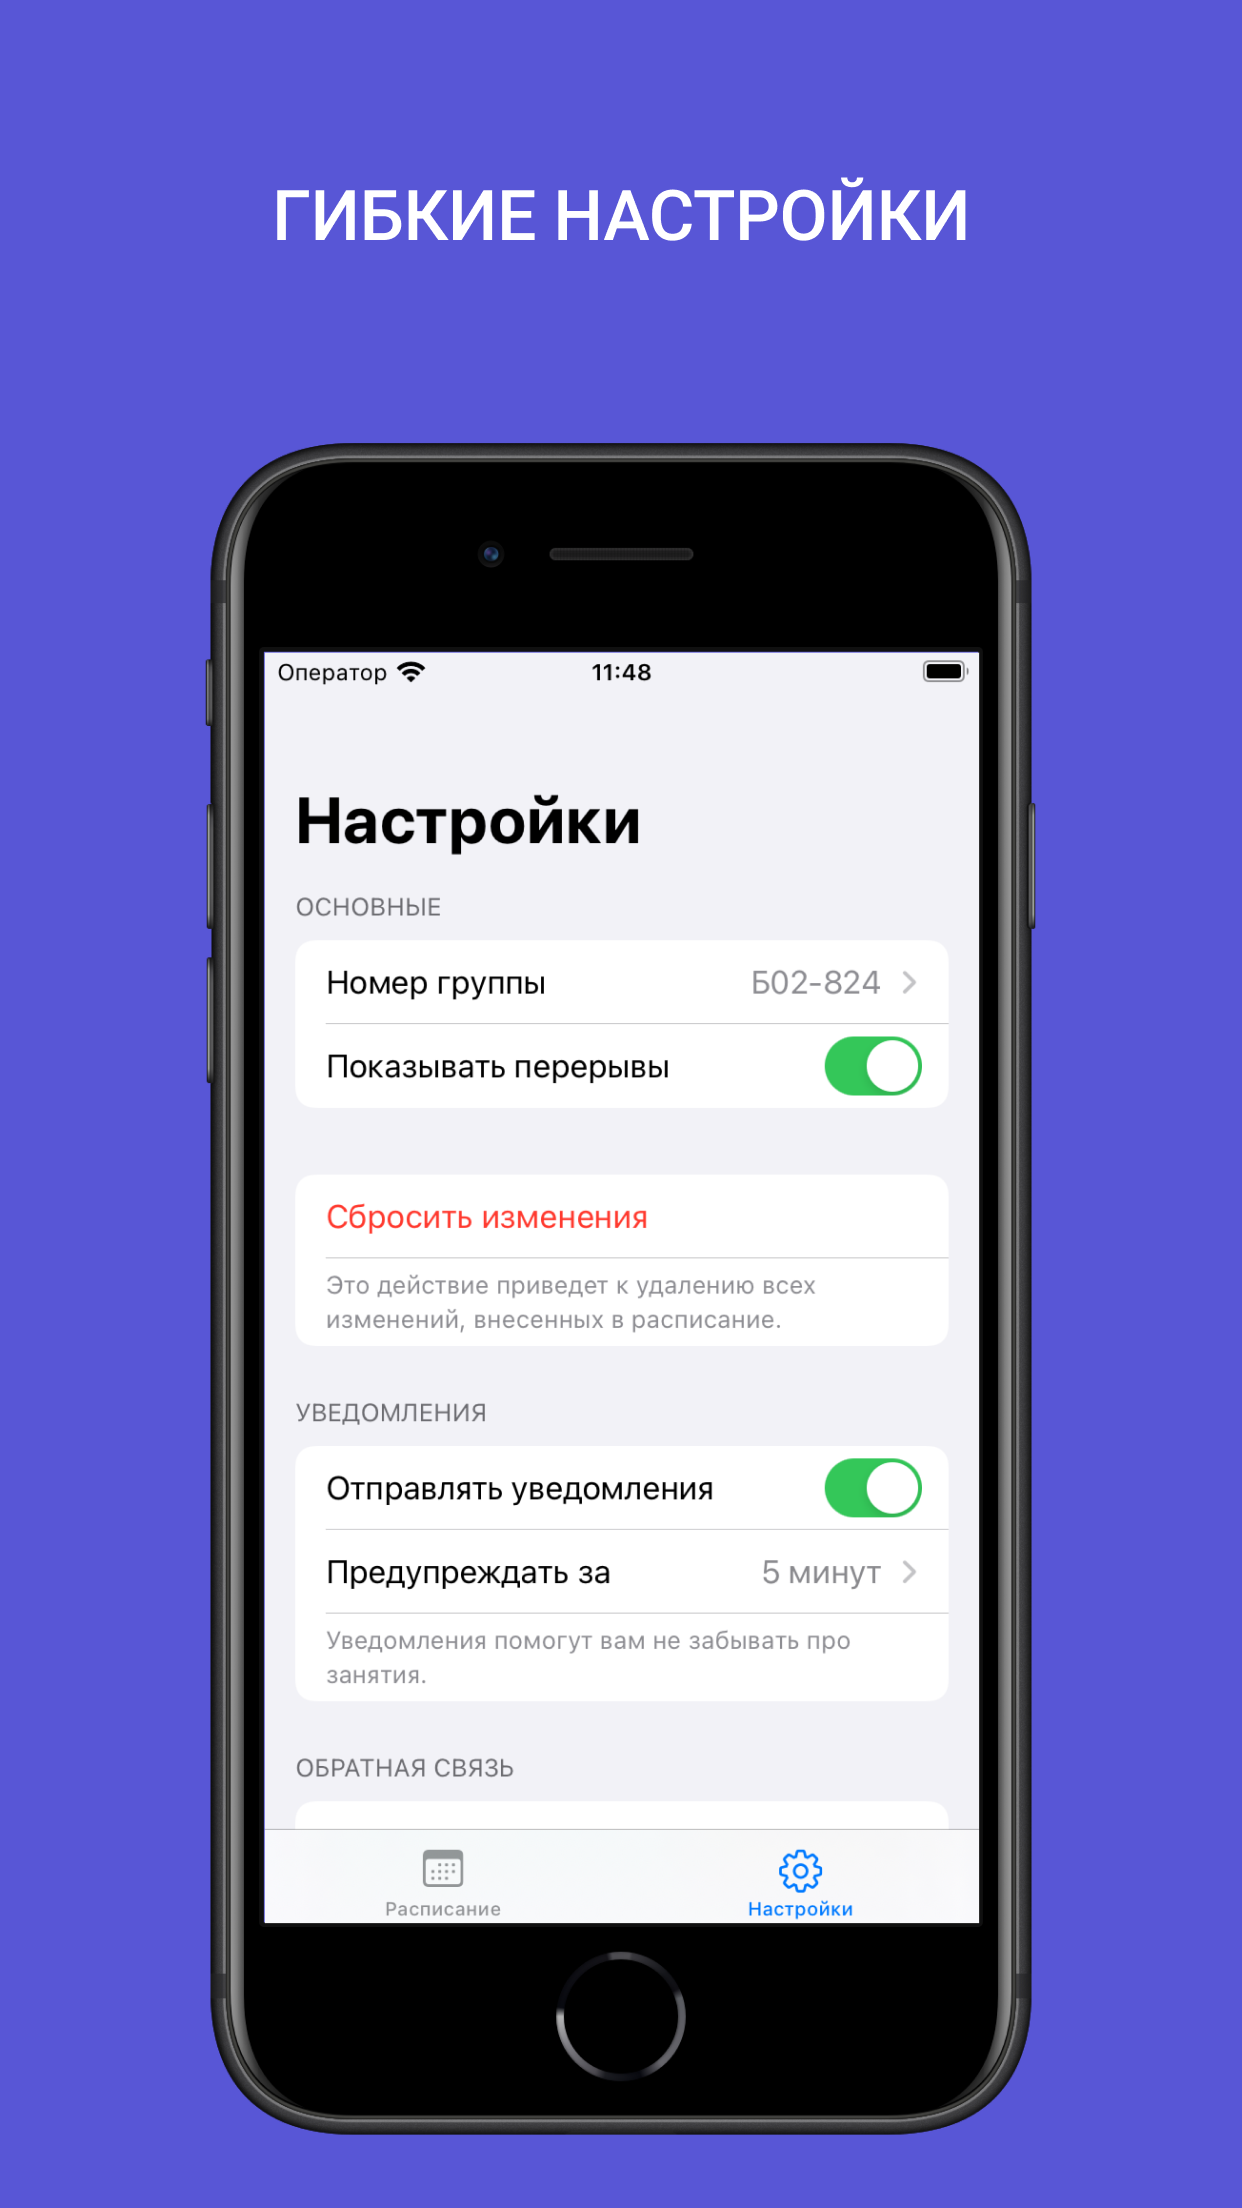 ГИБКИЕ НАСТРОЙКИ
Оператор 11:48
Настройки
ОСНОВНЫЕ
Номер группы Б02-824
Показывать перерывы
Сбросить изменения
Это действие приведет к удалению всех
изменений, внесенных в расписание.
УВЕДОМЛЕНИЯ
Отправлять уведомления
Предупреждать за 5 минут
Уведомления помогут вам не забывать про
занятия.
ОБРАТНАЯ СВЯЗЬ
Расписание Настройки